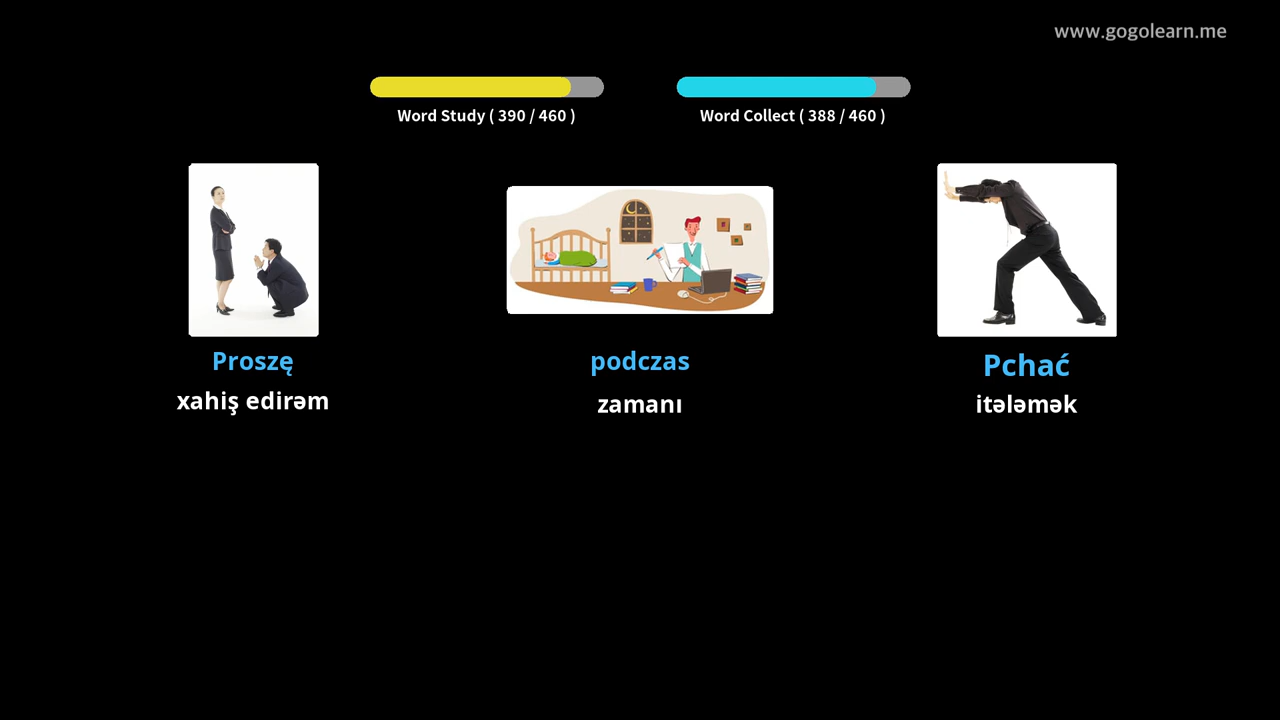 www.gogolearn.me
Word Study ( 390 / 460 )
Word Collect ( 388 / 460 )
Proszę
xahiş edirəm
podczas
zamanı
Pchać
itələmək